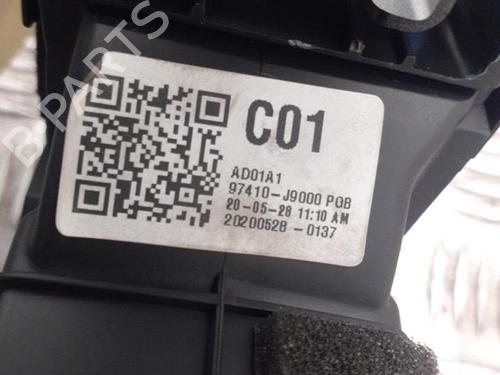 B PARTS
C01
AD01A1
97410-J9000 PGB
20-05-28 11:10 AM
20200528-0137